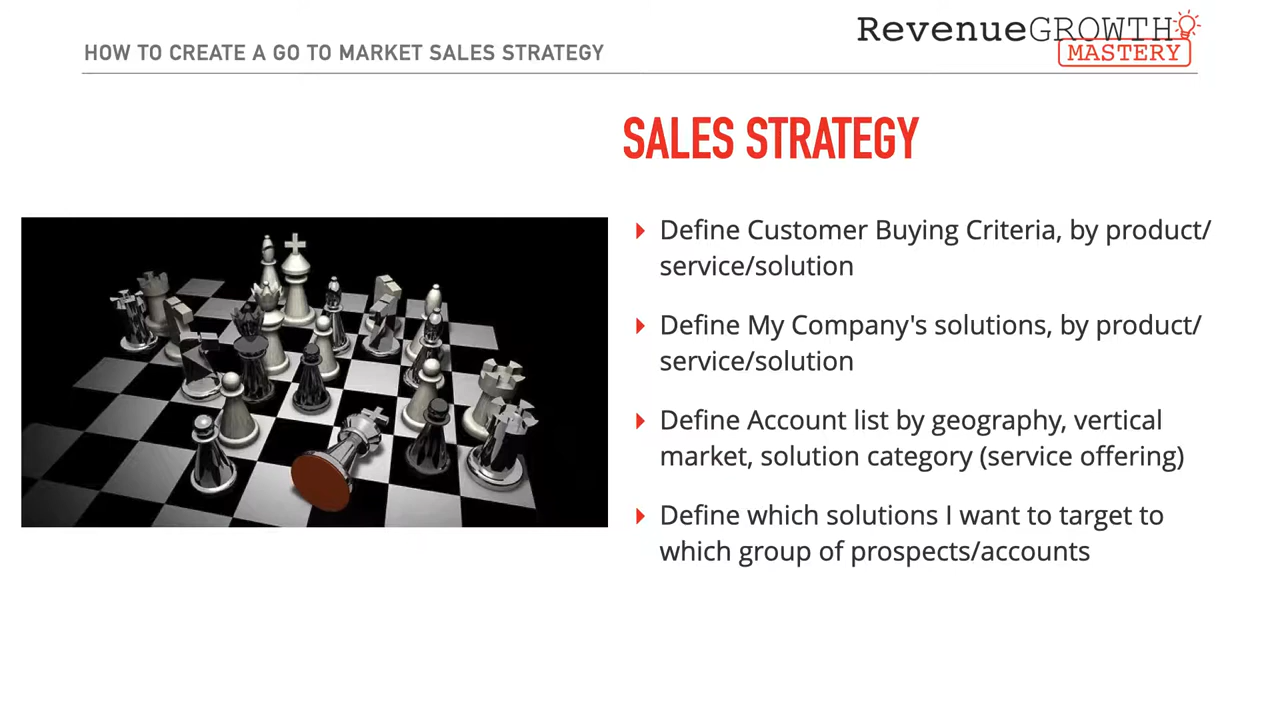 HOW TO CREATE A GO TO MARKET SALES STRATEGY
RevenueGROWTH
MASTERY
SALES STRATEGY
Define Customer Buying Criteria, by product/
service/solution
Define My Company's solutions, by product/
service/solution
Define Account list by geography, vertical
market, solution category (service offering)
Define which solutions I want to target to
which group of prospects/accounts